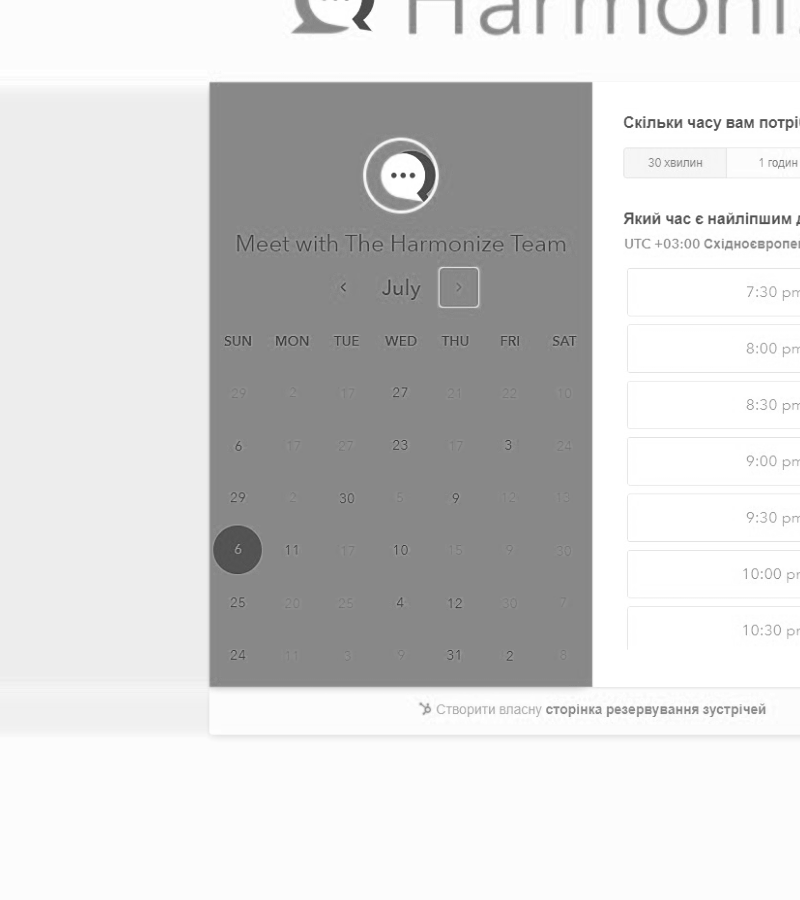 Harmoniz
Meet with The Harmonize Team
July
SUN MON TUE WED THU FRI SAT
29 2 17 27 21 22 10
6 17 27 23 17 3 24
29 2 30 5 9 12 13
6 11 17 10 15 9 30
25 20 25 4 12 30 7
24 11 3 9 31 2 8
Скільки часу вам потрі
30 хвилин 1 годин
Який час є найліпшим
UTC +03:00 Східноєвропе
7:30 pm
8:00 pm
8:30 pm
9:00 pm
9:30 pm
10:00 pm
10:30 pm
Створити власну сторінка резервування зустрічей